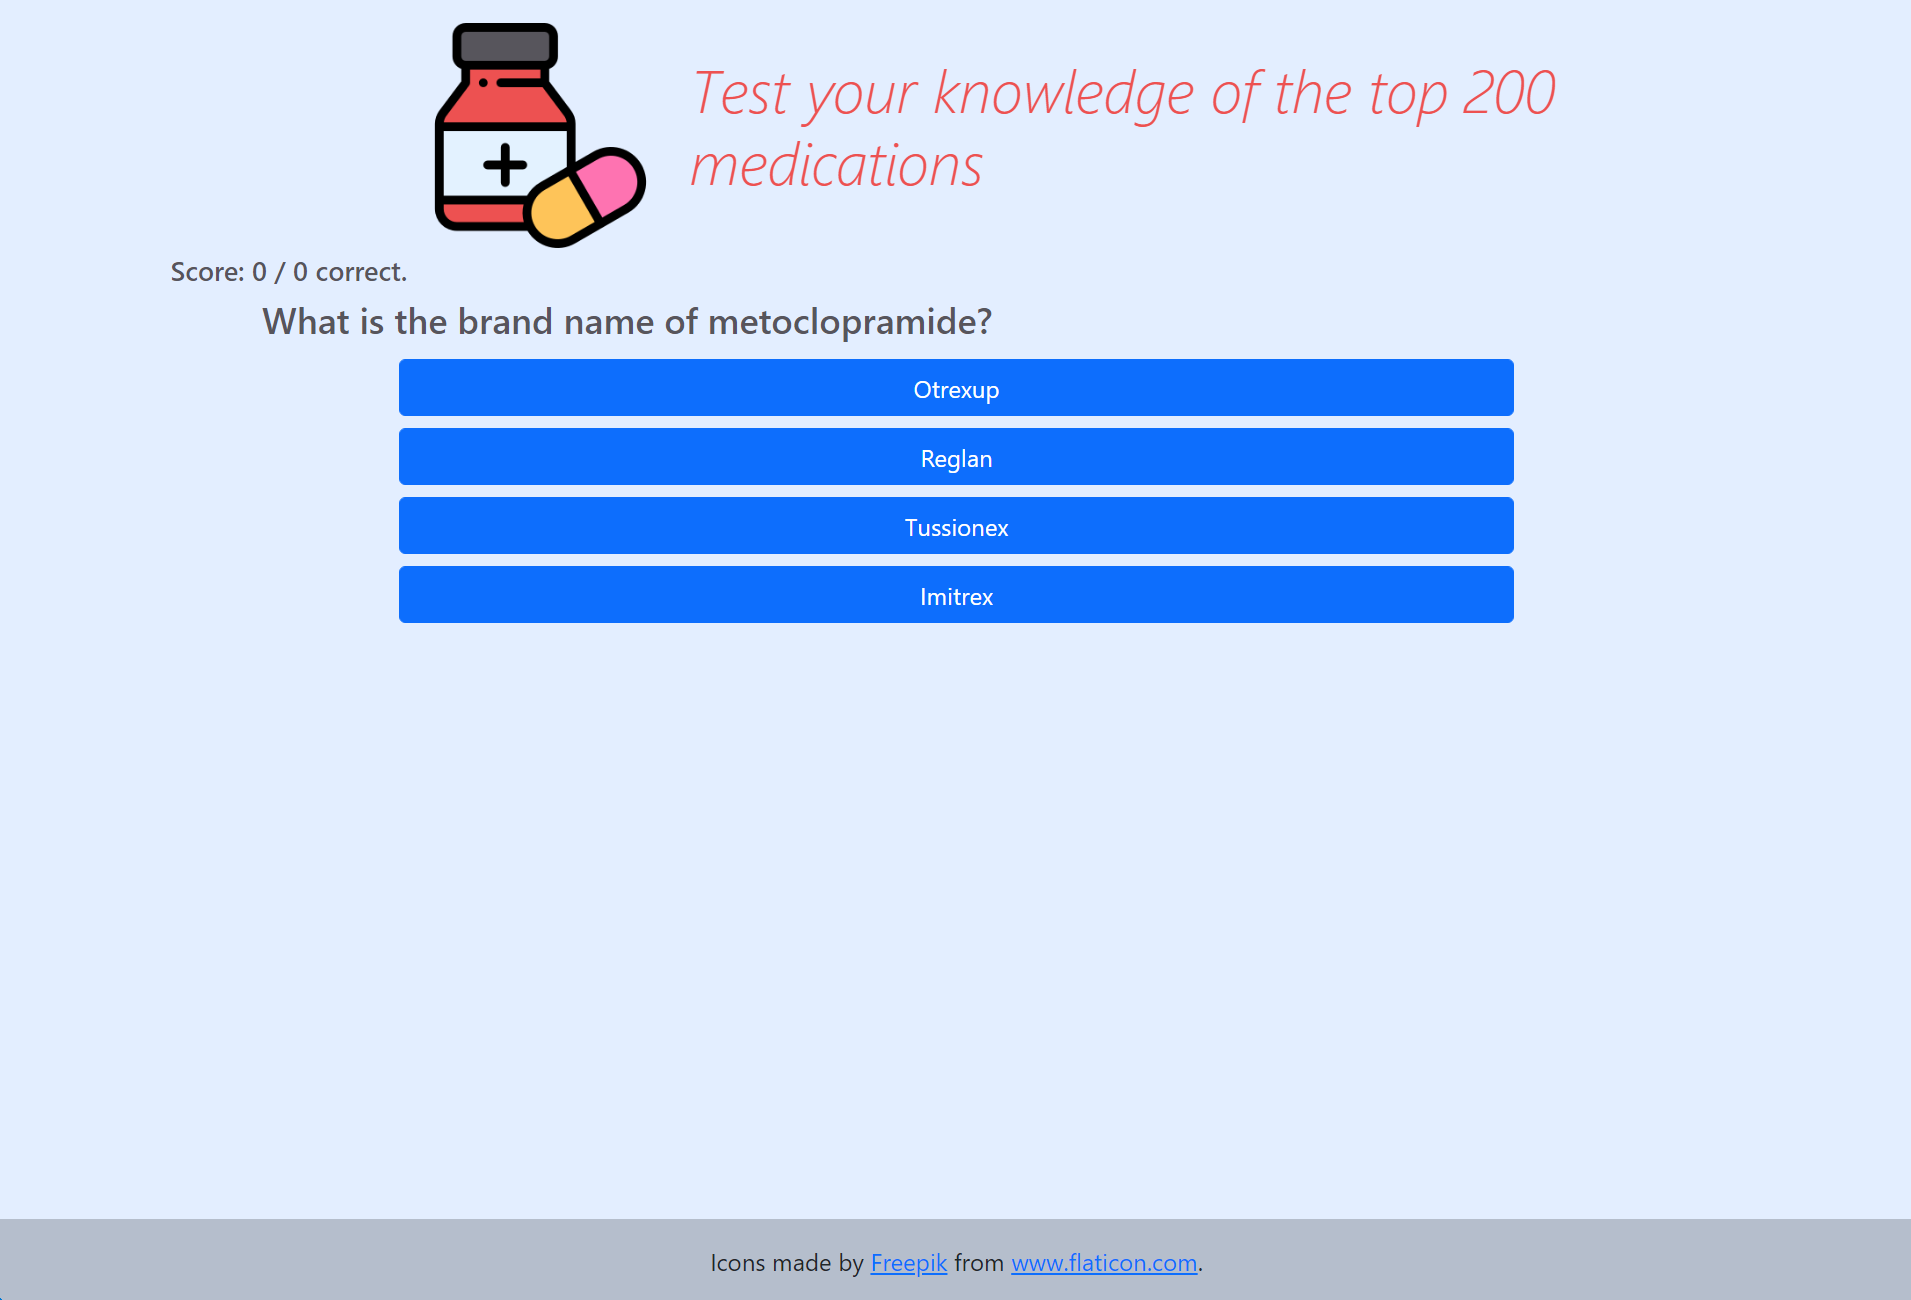 Test your knowledge of the top 200
medications
Score: 0 / 0 correct.
What is the brand name of metoclopramide?
Otrexup
Reglan
Tussionex
Imitrex
Icons made by Freepik from www.flaticon.com.